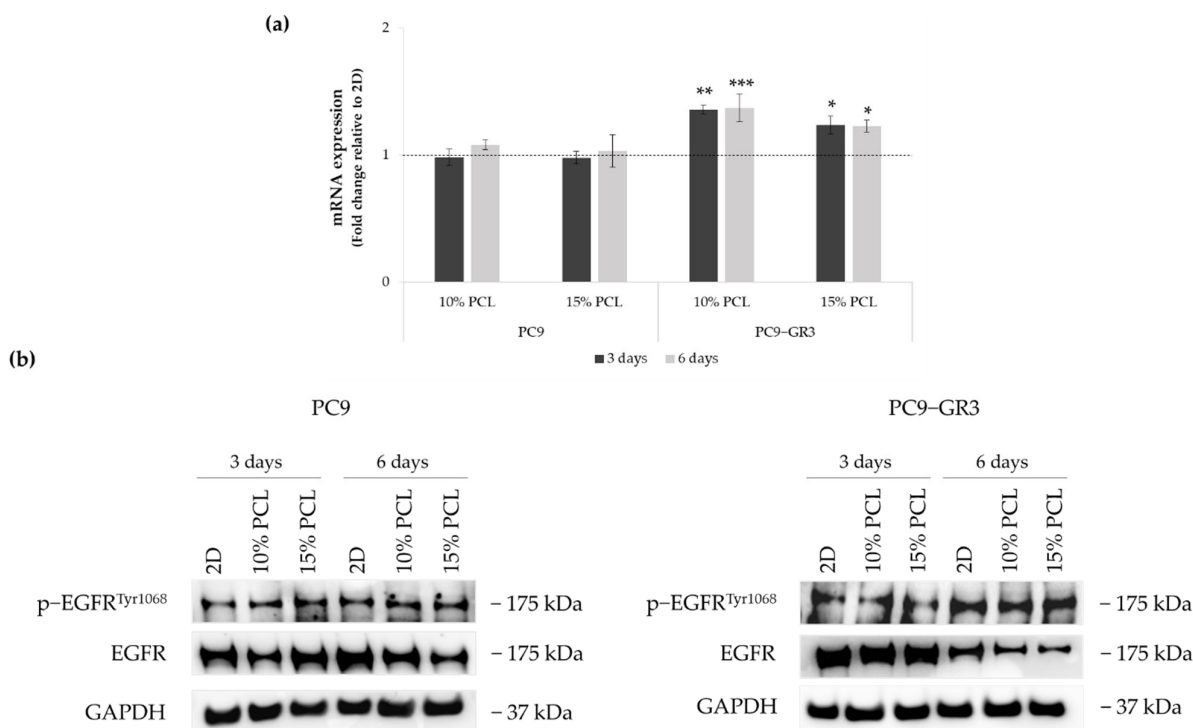 (a)
mRNA expression
(Fold change relative to 2D)
2
** ***
* *
1
0
10% PCL 15% PCL 10% PCL 15% PCL
PC9 PC9–GR3
3 days 6 days
(b)
PC9 PC9–GR3
3 days 6 days 3 days 6 days
2D 10% PCL 15% PCL 2D 10% PCL 15% PCL 2D 10% PCL 15% PCL 2D 10% PCL 15% PCL
p–EGFRTyr1068 – 175 kDa p–EGFRTyr1068 – 175 kDa
EGFR – 175 kDa EGFR – 175 kDa
GAPDH – 37 kDa GAPDH – 37 kDa